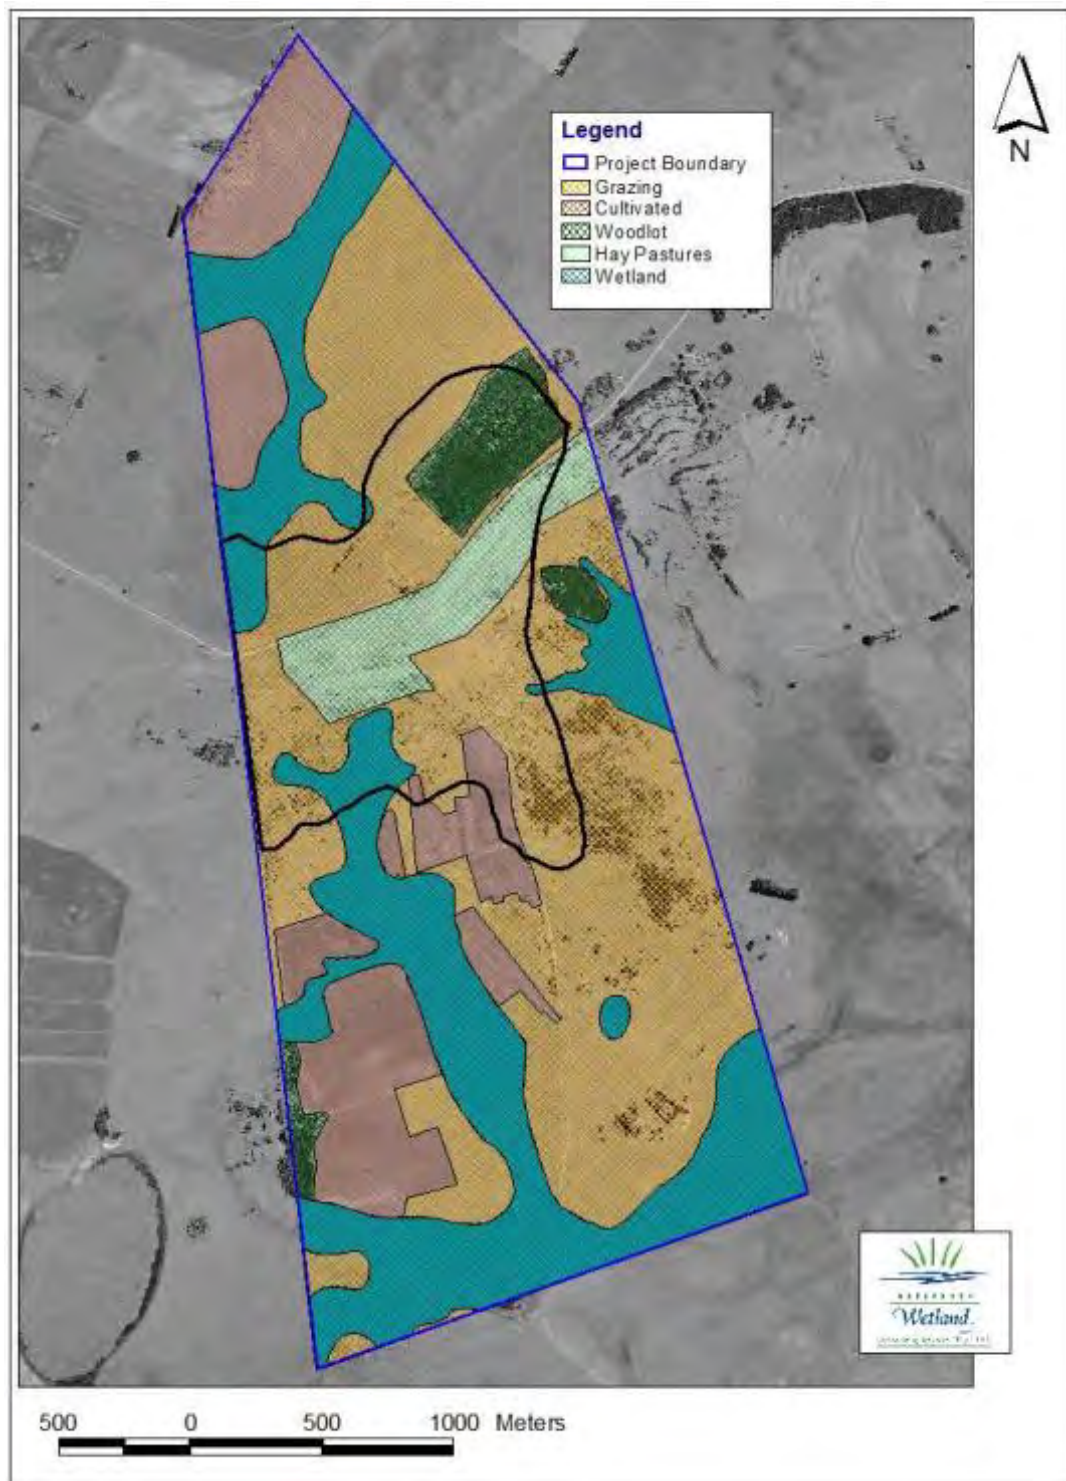 Legend
Project Boundary
Grazing
Cultivated
Woodlot
Hay Pastures
Wetland
N
Wetland
500 0 500 1000 Meters